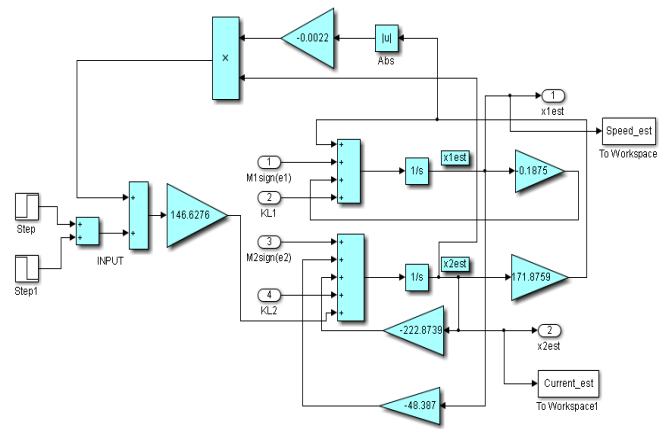 -0.0022
|u|
Abs
×
1
x1est
Speed_est
To Workspace
+
+
+
+
1
M1sign(e1)
2
KL1
1/s
x1est
-0.1875
Step
Step1
+
+
INPUT
+
+
146.6276
3
M2sign(e2)
4
KL2
+
+
+
+
+
1/s
x2est
171.8759
-222.8739
2
x2est
Current_est
To Workspace1
-48.387